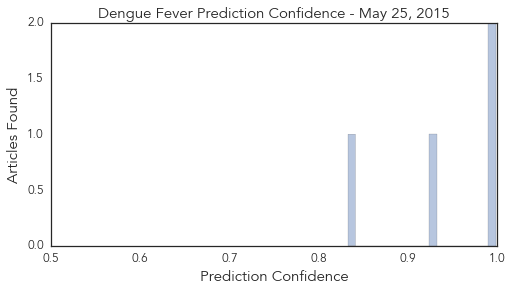 Dengue Fever Prediction Confidence - May 25, 2015
2.0
1.5
1.0
0.5
0.0
Articles Found
0.5 0.6 0.7 0.8 0.9 1.0
Prediction Confidence